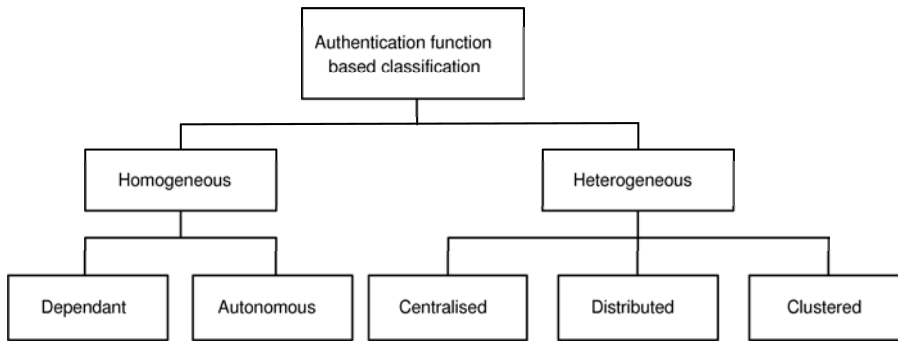 Authentication function
based classification
Homogeneous
Heterogeneous
Dependant
Autonomous
Centralised
Distributed
Clustered